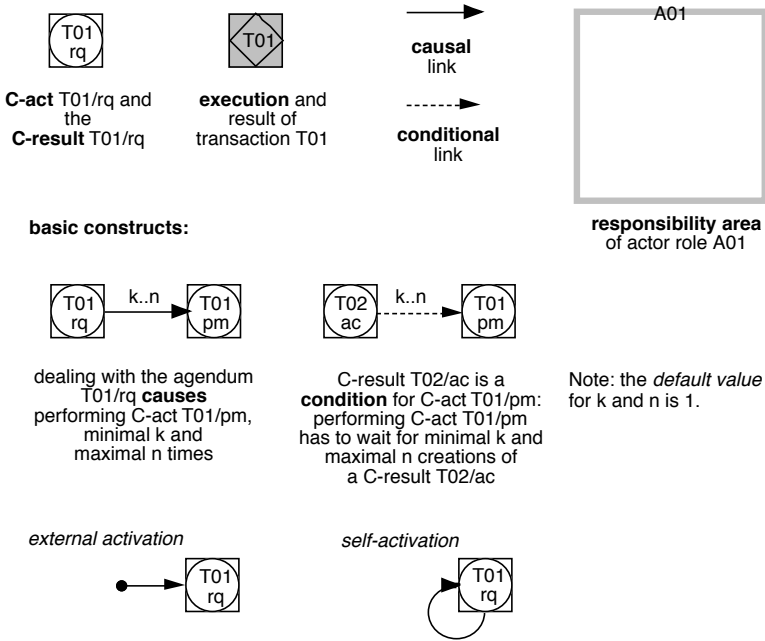 T01
rq
T01
A01
C-act T01/rq and
the
C-result T01/rq
execution and
result of
transaction T01
causal
link
conditional
link
responsibility area
of actor role A01
basic constructs:
T01
rq
k..n
T01
pm
T02
ac
k..n
T01
pm
dealing with the agendum
T01/rq causes
performing C-act T01/pm,
minimal k and
maximal n times
C-result T02/ac is a
condition for C-act T01/pm:
performing C-act T01/pm
has to wait for minimal k and
maximal n creations of
a C-result T02/ac
Note: the default value
for k and n is 1.
external activation
self-activation
T01
rq
T01
rq